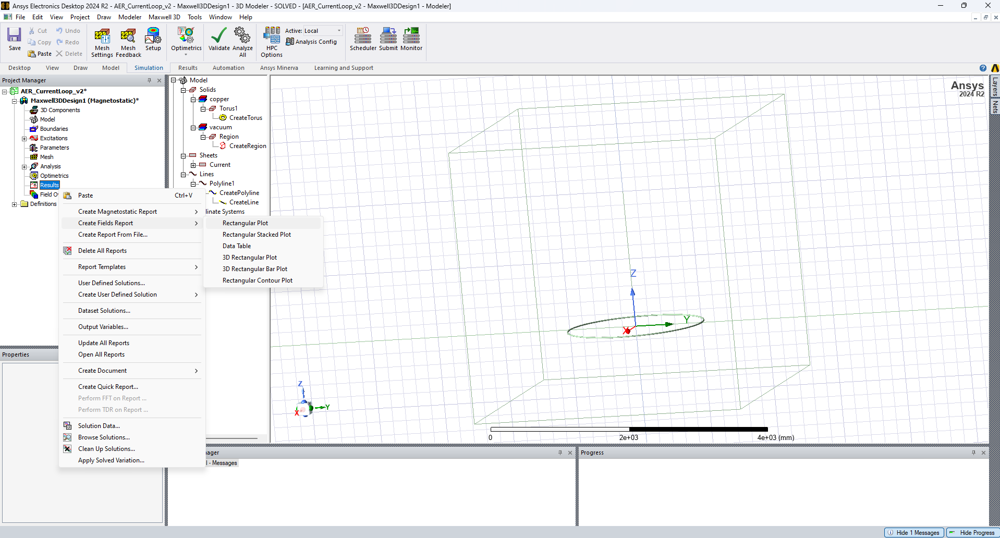 Ansys Electronics Desktop 2024 R2 - AER_CurrentLoop_v2 - Maxwell3DDesign1 - 3D Modeler - SOLVED - [AER_CurrentLoop_v2 - Maxwell3DDesign1 - Modeler]
File Edit View Project Draw Modeler Maxwell 3D Tools Window Help
Save
Cut
Copy
Paste
Undo
Redo
Delete
Mesh Settings
Mesh Feedback
Setup
Optimetrics
Validate
Analyze All
HPC Options
Active: Local
Analysis Config
Scheduler
Submit
Monitor
Desktop View Draw Model Simulation Results Automation Ansys Minerva Learning and Support
Project Manager
AER_CurrentLoop_v2*
Maxwell3DDesign1 (Magnetostatic)*
3D Components
Model
Boundaries
Excitations
Parameters
Mesh
Analysis
Optimetrics
Results
Field O
Definitions
Properties
Paste Ctrl+V
Create Magnetostatic Report
Create Fields Report
Create Report From File...
Delete All Reports
Report Templates
User Defined Solutions...
Create User Defined Solution
Dataset Solutions...
Output Variables...
Update All Reports
Open All Reports
Create Document
Create Quick Report...
Perform FFT on Report ...
Perform TDR on Report ...
Solution Data...
Browse Solutions...
Clean Up Solutions...
Apply Solved Variation...
Rectangular Plot
Rectangular Stacked Plot
Data Table
3D Rectangular Plot
3D Rectangular Bar Plot
Rectangular Contour Plot
Model
Solids
copper
Torus1
CreateTorus
vacuum
Region
CreateRegion
Sheets
Current
Lines
Polyline1
CreatePolyline
CreateLine
linate Systems
Ansys
2024 R2
Layers
Nets
Z
Y
X
Z
Y
X
0 2e+03 4e+03 (mm)
ager
l - Messages
Progress
Hide 1 Messages
Hide Progress